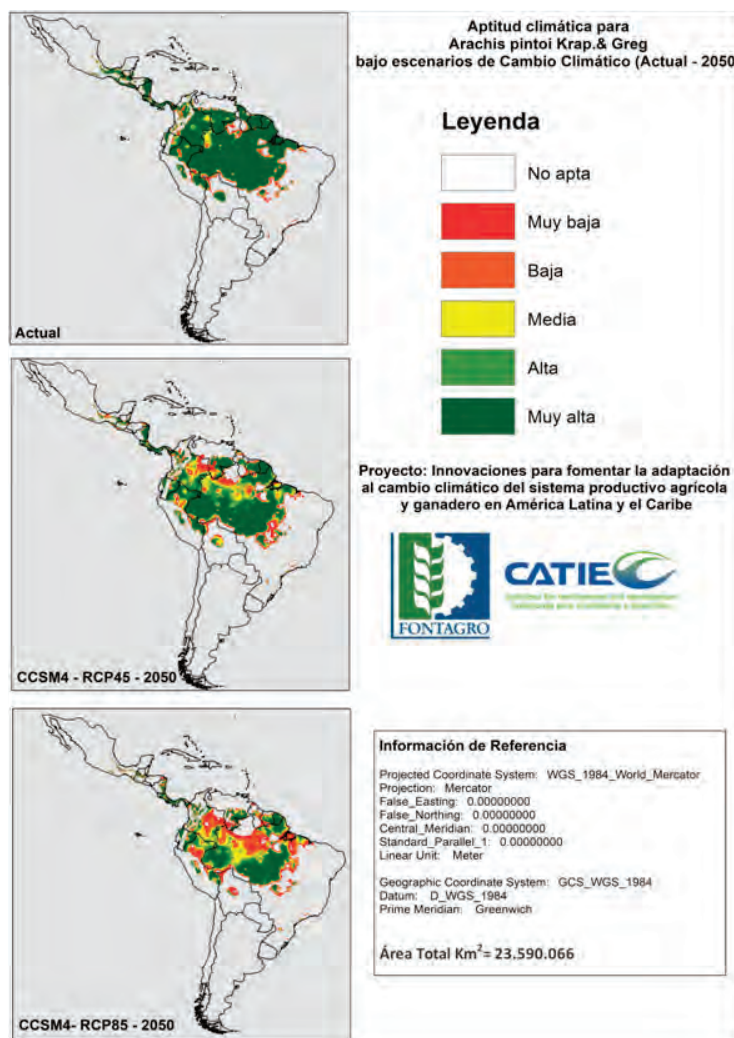 Aptitud climática para
Arachis pintoi Krap.& Greg
bajo escenarios de Cambio Climático (Actual - 2050
Leyenda
No apta
Muy baja
Baja
Media
Alta
Muy alta
Actual
CCSM4 - RCP45 - 2050
CCSM4- RCP85 - 2050
Proyecto: Innovaciones para fomentar la adaptación
al cambio climático del sistema productivo agrícola
y ganadero en América Latina y el Caribe
FONTAGRO
CATIE
Información de Referencia
Projected Coordinate System: WGS_1984_World_Mercator
Projection: Mercator
False_Easting: 0.00000000
False_Northing: 0.00000000
Central_Meridian: 0.00000000
Standard_Parallel_1: 0.00000000
Linear Unit: Meter
Geographic Coordinate System: GCS_WGS_1984
Datum: D_WGS_1984
Prime Meridian: Greenwich
Área Total Km²= 23.590.066